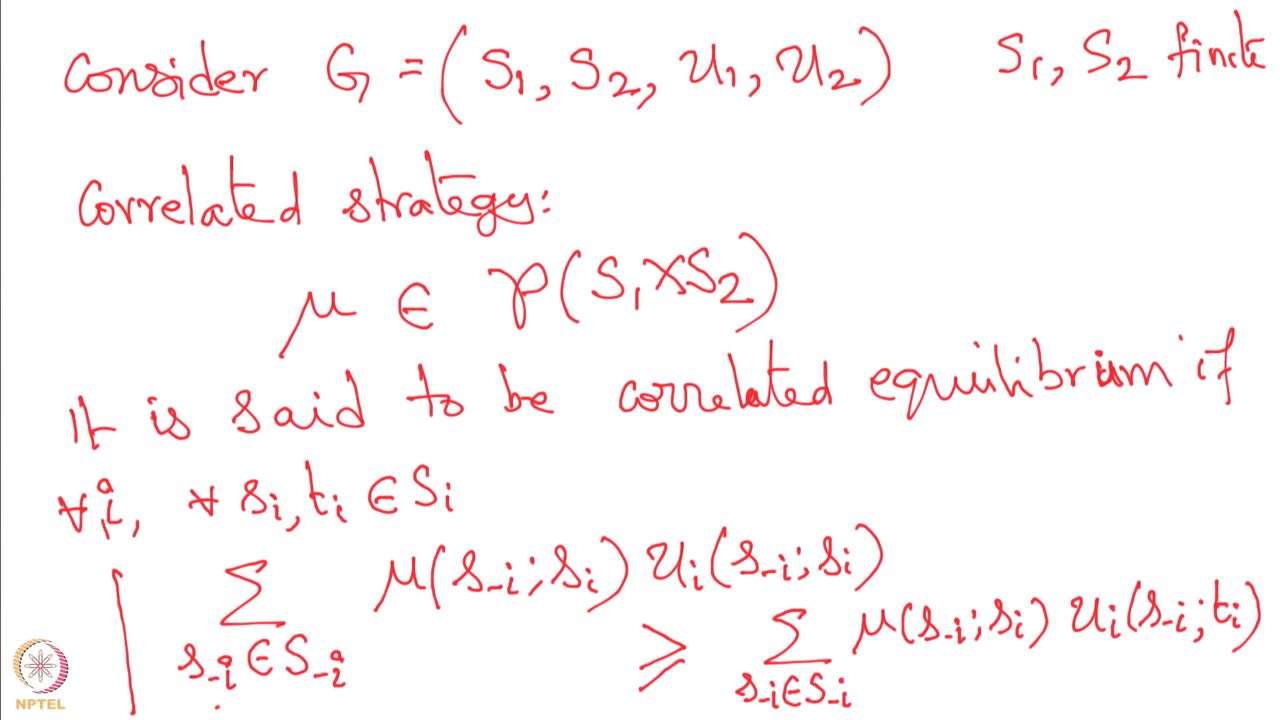 Consider G = (S₁, S₂, u₁, u₂) S₁, S₂ finite
Correlated strategy:
μ ∈ P(S₁×S₂)
It is said to be correlated equilibrium if
∀i, ∀ sᵢ, tᵢ ∈ Sᵢ
∑_{s₋ᵢ∈S₋ᵢ} μ(s₋ᵢ; sᵢ) uᵢ(s₋ᵢ; sᵢ)
≥ ∑_{s₋ᵢ∈S₋ᵢ} μ(s₋ᵢ; sᵢ) uᵢ(s₋ᵢ; tᵢ)
NPTEL